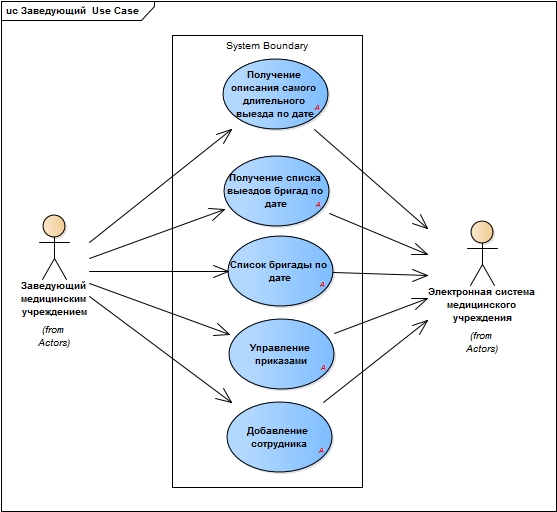 uc Заведующий Use Case
System Boundary
Получение
описания самого
длительного
выезда по дате
A
Получение списка
выездов бригад по
дате
A
Список бригады по
дате
A
Управление
приказами
A
Добавление
сотрудника
A
Заведующий
медицинским
учреждением
(from
Actors)
Электронная система
медицинского
учреждения
(from
Actors)